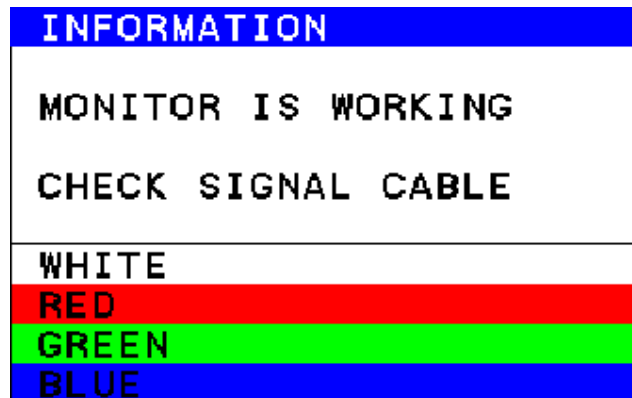 INFORMATION
MONITOR IS WORKING
CHECK SIGNAL CABLE
WHITE
RED
GREEN
BLUE